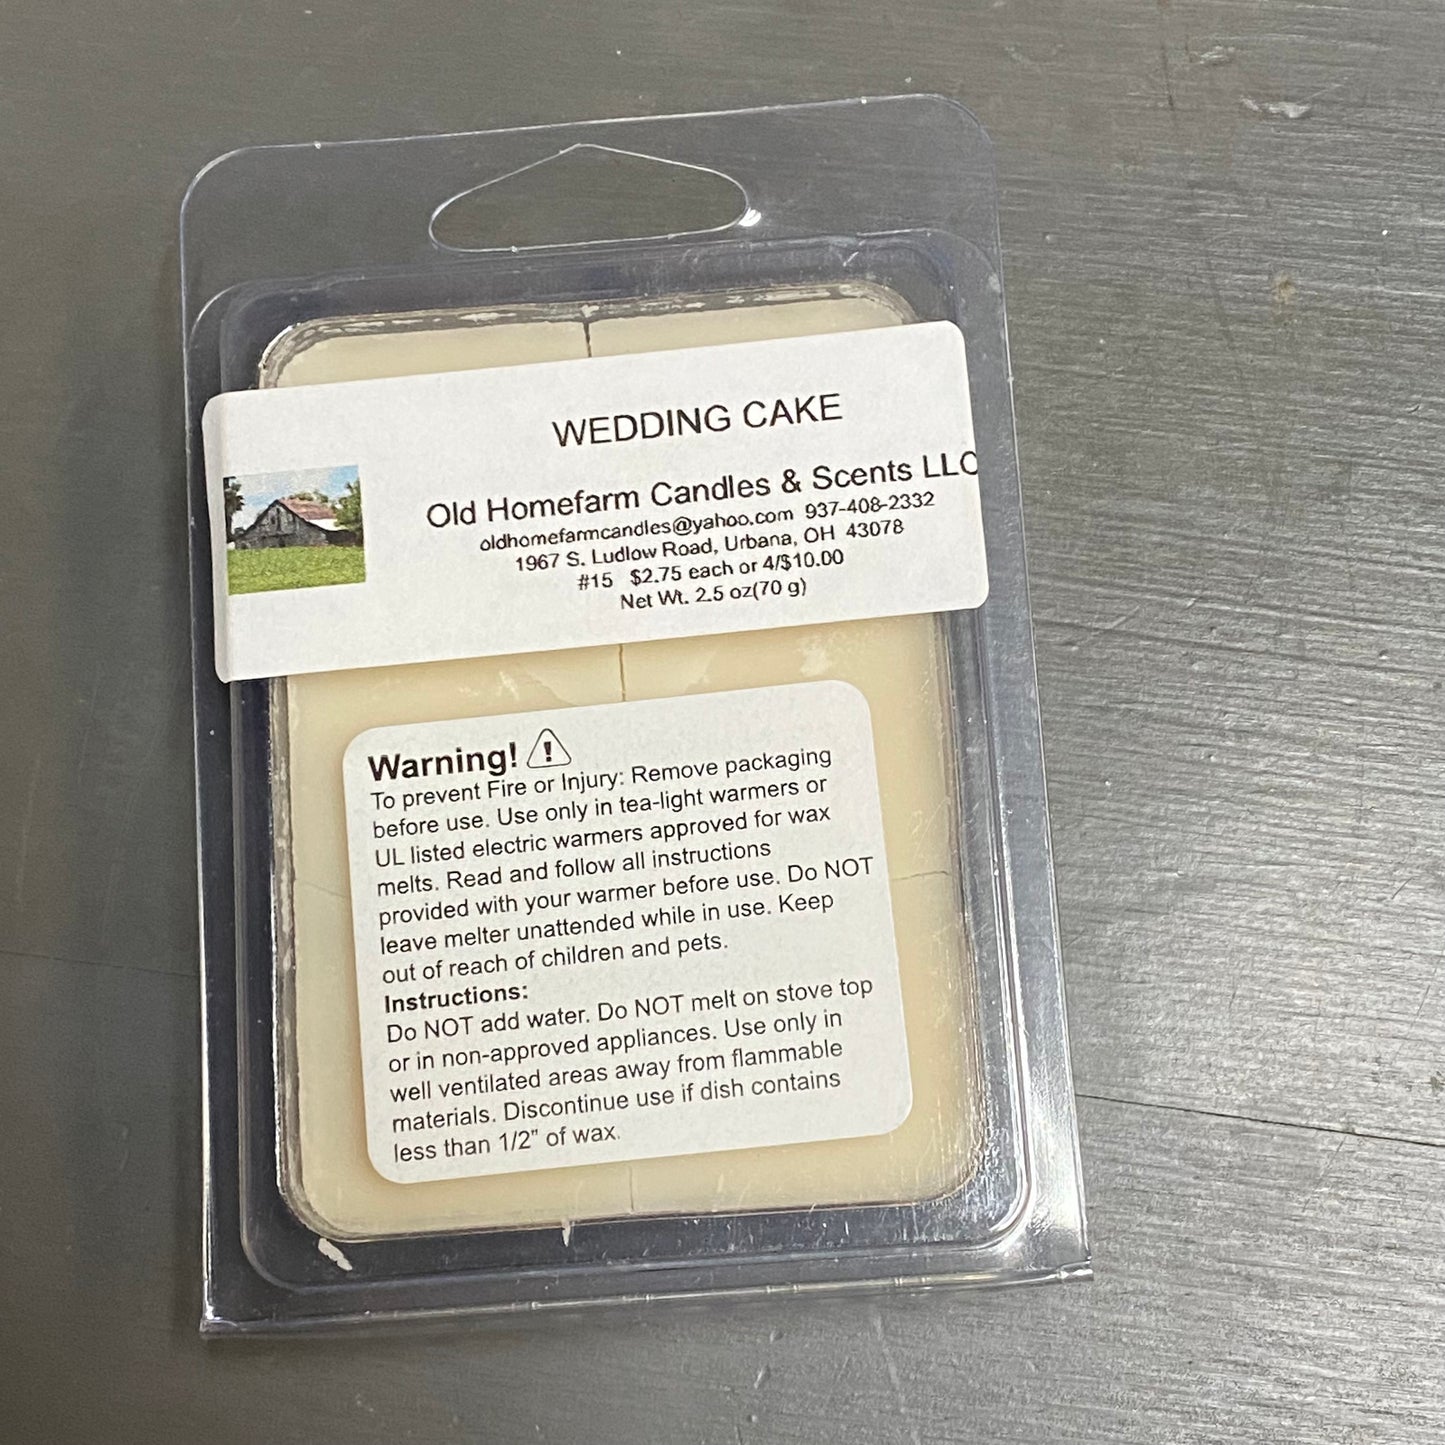 WEDDING CAKE
Old Homefarm Candles & Scents LLC
oldhomefarmcandles@yahoo.com 937-408-2332
1967 S. Ludlow Road, Urbana, OH 43078
#15 $2.75 each or 4/$10.00
Net Wt. 2.5 oz(70 g)
Warning!
To prevent Fire or Injury: Remove packaging
before use. Use only in tea-light warmers or
UL listed electric warmers approved for wax
melts. Read and follow all instructions
provided with your warmer before use. Do NOT
leave melter unattended while in use. Keep
out of reach of children and pets.
Instructions:
Do NOT add water. Do NOT melt on stove top
or in non-approved appliances. Use only in
well ventilated areas away from flammable
materials. Discontinue use if dish contains
less than 1/2" of wax.